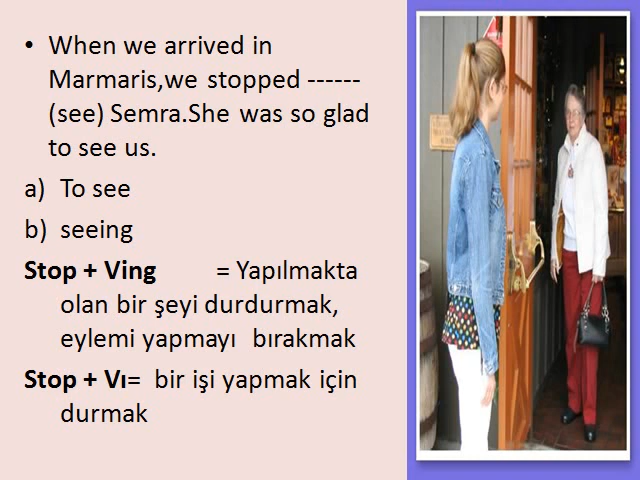 • When we arrived in
Marmaris,we stopped ------
(see) Semra.She was so glad
to see us.
a) To see
b) seeing
Stop + Ving = Yapılmakta
olan bir şeyi durdurmak,
eylemi yapmayı bırakmak
Stop + Vı= bir işi yapmak için
durmak